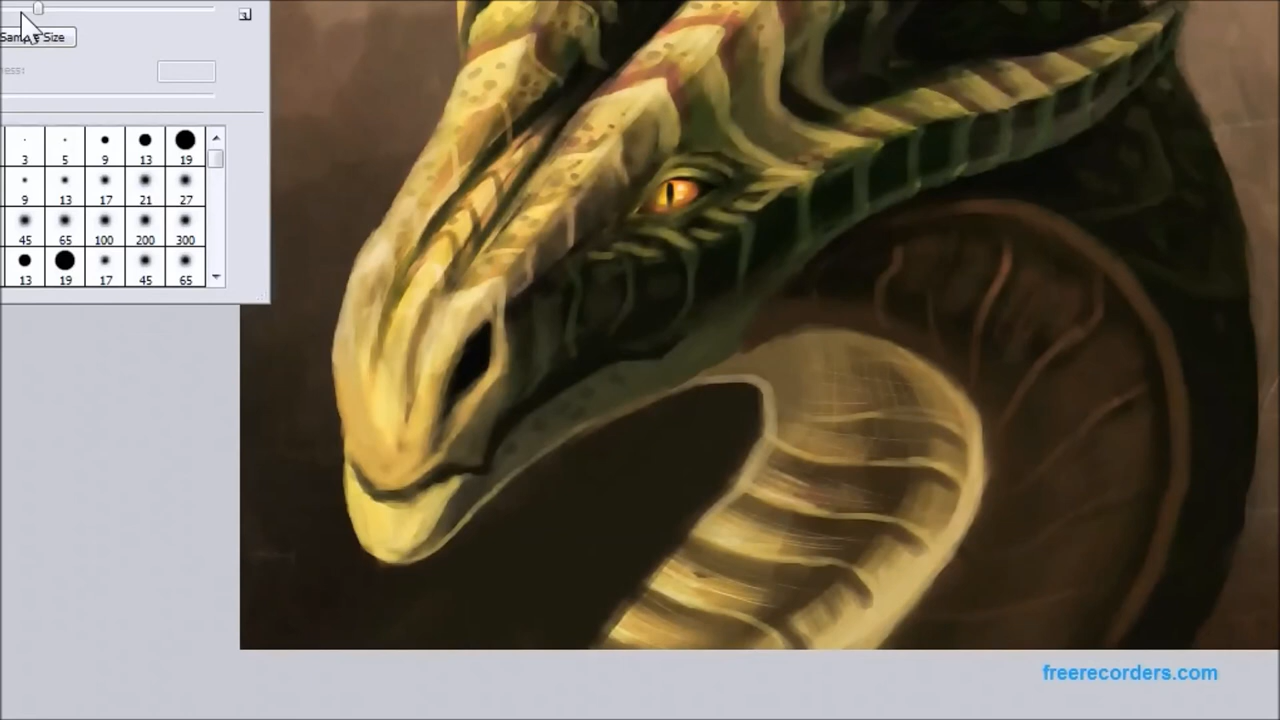 Size
3 5 9 13 19
9 13 17 21 27
45 65 100 200 300
13 19 17 45 65
freerecorders.com